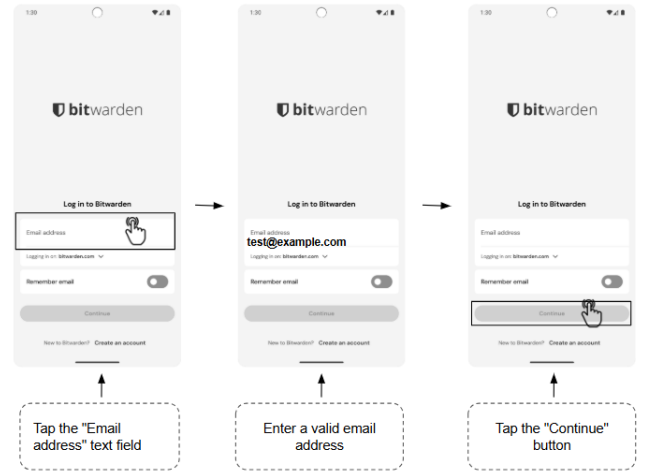 1:30
bitwarden
Log in to Bitwarden
Email address
Logging in on: bitwarden.com
Remember email
Continue
New to Bitwarden? Create an account
Tap the "Email
address" text field
1:30
bitwarden
Log in to Bitwarden
Email address
test@example.com
Logging in on: bitwarden.com
Remember email
Continue
New to Bitwarden? Create an account
Enter a valid email
address
1:30
bitwarden
Log in to Bitwarden
Email address
Logging in on: bitwarden.com
Remember email
Continue
New to Bitwarden? Create an account
Tap the "Continue"
button